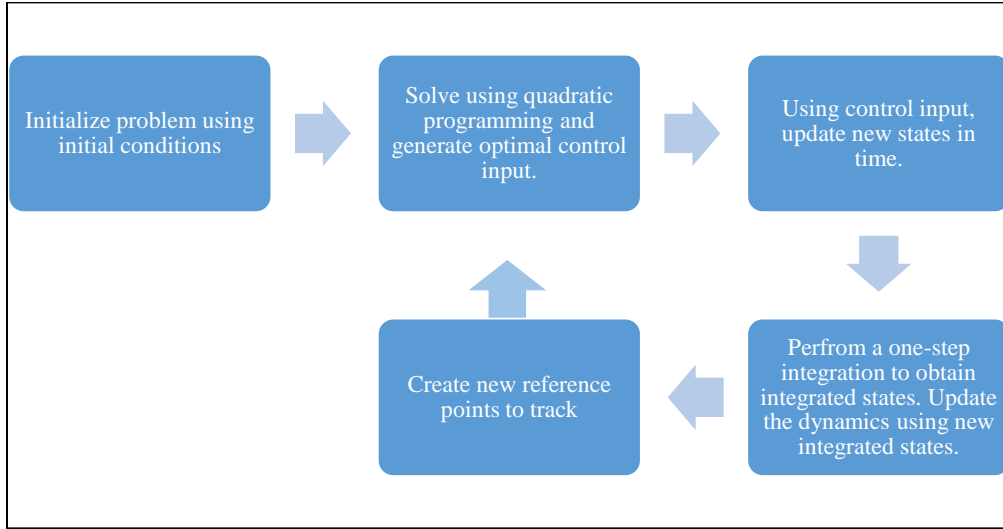 Initialize problem using
initial conditions
Solve using quadratic
programming and
generate optimal control
input.
Using control input,
update new states in
time.
Perfrom a one-step
integration to obtain
integrated states. Update
the dynamics using new
integrated states.
Create new reference
points to track